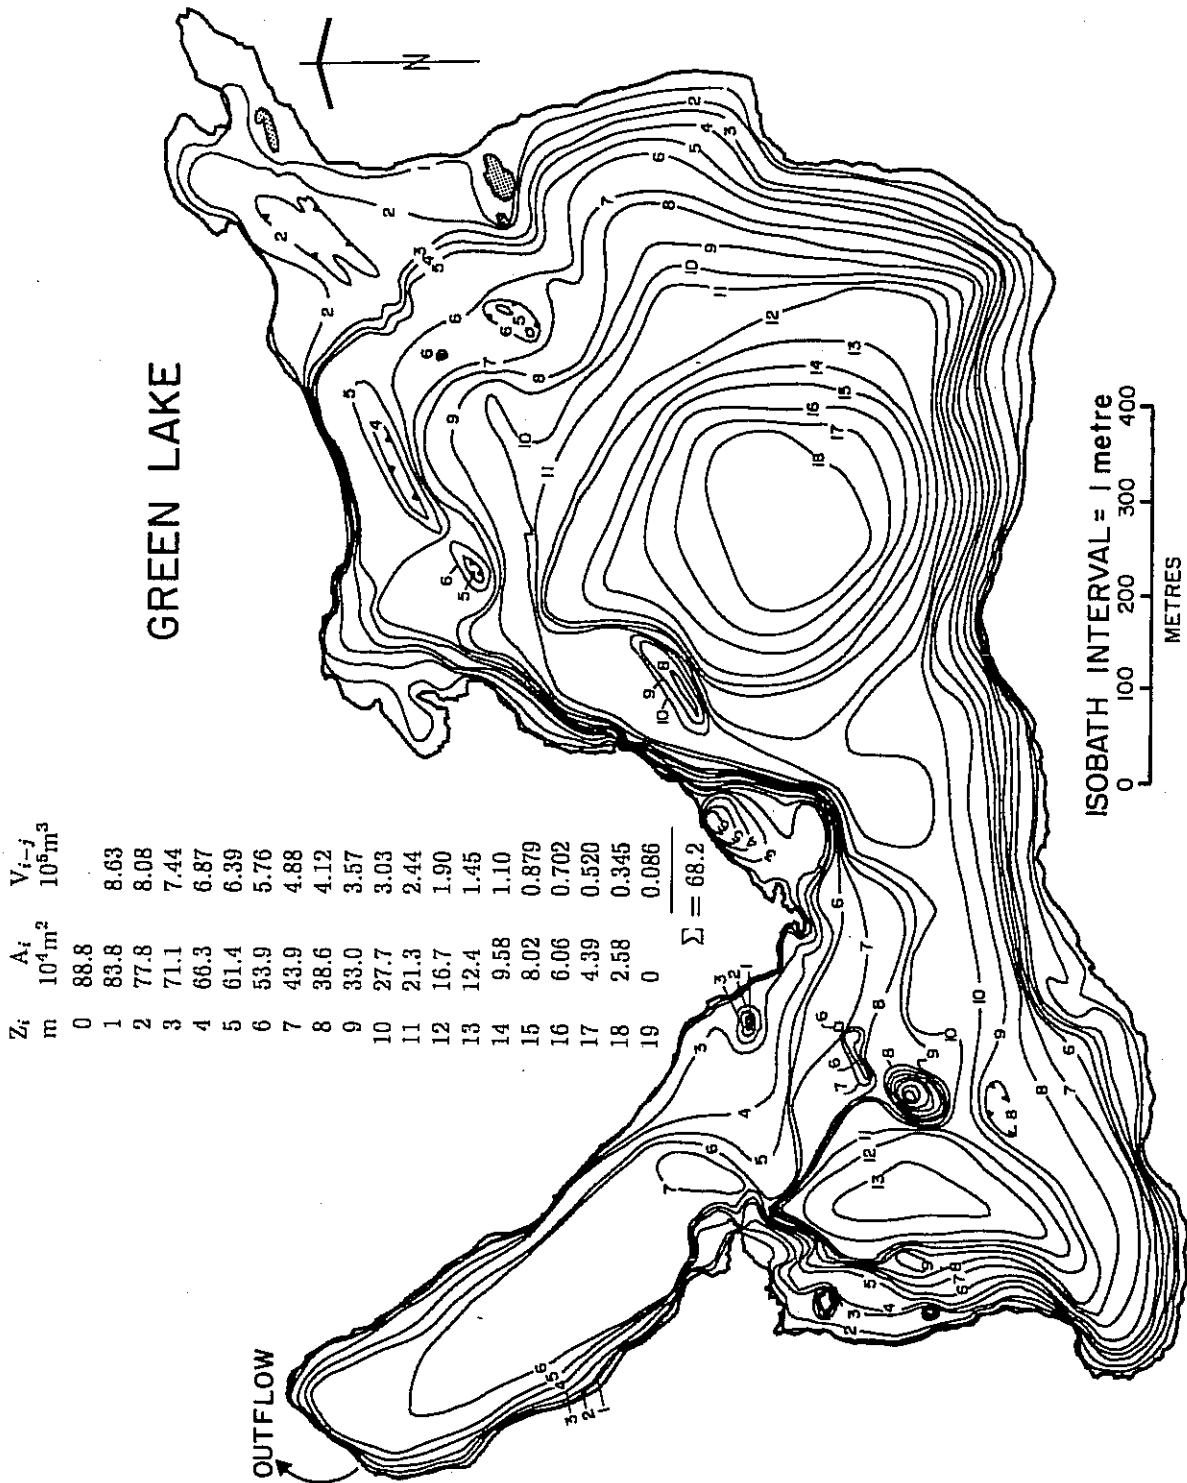 GREEN LAKE
N
OUTFLOW
Z_i A_i V_{i-j}
m 10^4m^2 10^5m^3
0 88.8
1 83.8 8.63
2 77.8 8.08
3 71.1 7.44
4 66.3 6.87
5 61.4 6.39
6 53.9 5.76
7 43.9 4.88
8 38.6 4.12
9 33.0 3.57
10 27.7 3.03
11 21.3 2.44
12 16.7 1.90
13 12.4 1.45
14 9.58 1.10
15 8.02 0.879
16 6.06 0.702
17 4.39 0.520
18 2.58 0.345
19 0 0.086
Σ = 68.2
ISOBATH INTERVAL = 1 metre
0 100 200 300 400
METRES